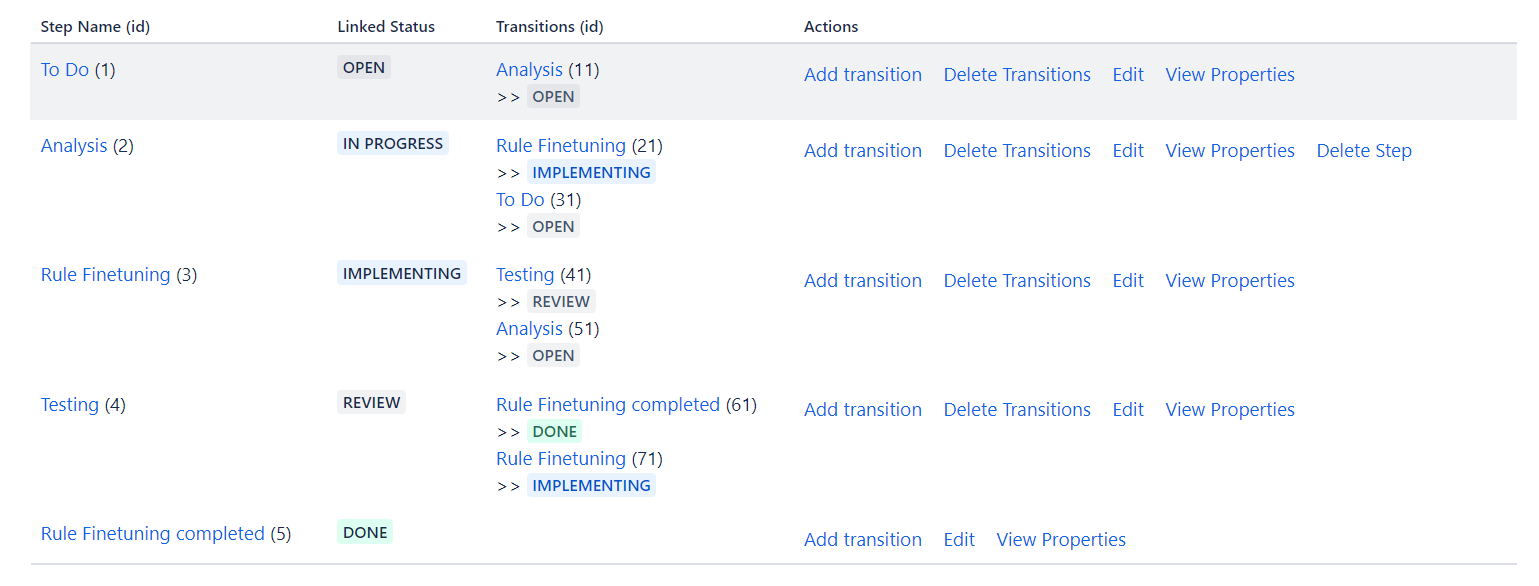 Step Name (id) Linked Status Transitions (id) Actions
To Do (1) OPEN Analysis (11) Add transition Delete Transitions Edit View Properties
>> OPEN
Analysis (2) IN PROGRESS Rule Finetuning (21) Add transition Delete Transitions Edit View Properties Delete Step
>> IMPLEMENTING
To Do (31)
>> OPEN
Rule Finetuning (3) IMPLEMENTING Testing (41) Add transition Delete Transitions Edit View Properties
>> REVIEW
Analysis (51)
>> OPEN
Testing (4) REVIEW Rule Finetuning completed (61) Add transition Delete Transitions Edit View Properties
>> DONE
Rule Finetuning (71)
>> IMPLEMENTING
Rule Finetuning completed (5) DONE Add transition Edit View Properties